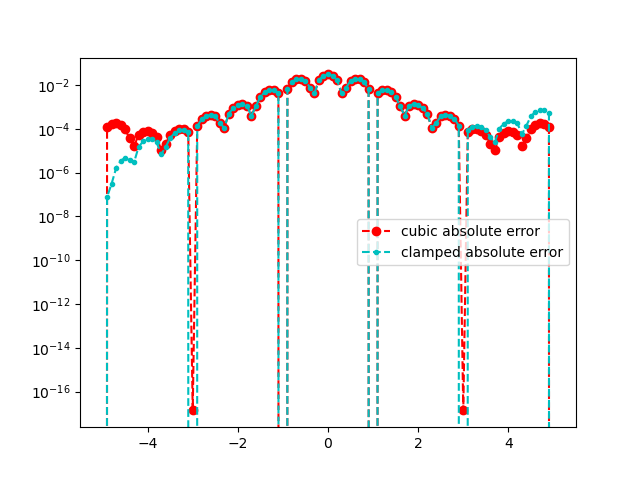 10⁻²
10⁻⁴
10⁻⁶
10⁻⁸
10⁻¹⁰
10⁻¹²
10⁻¹⁴
10⁻¹⁶
cubic absolute error
clamped absolute error
−4 −2 0 2 4